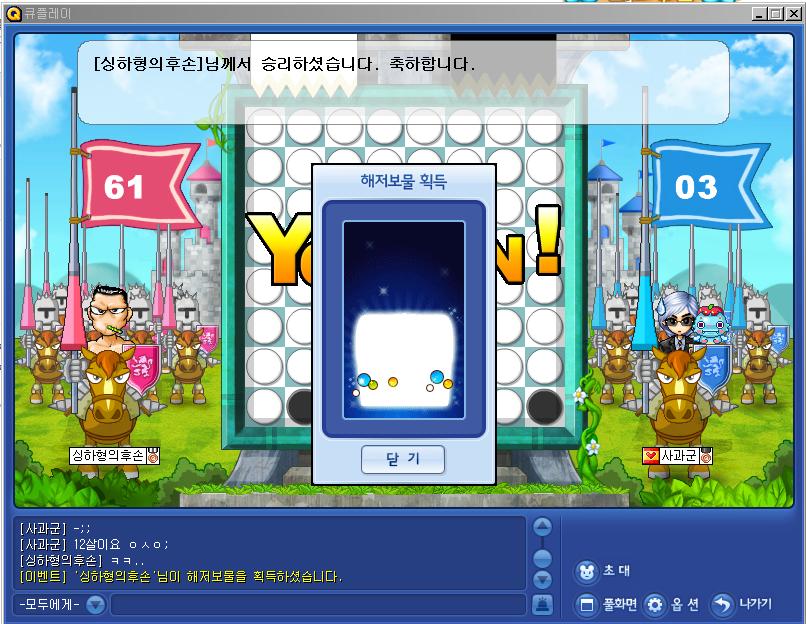 큐플레이
[싱하형의후손]님께서 승리하셨습니다. 축하합니다.
61
03
해저보물 획득
닫 기
싱하형의후손
사과군
[사과군] -;;
[사과군] 12살이요 ㅇㅅㅇ;
[싱하형의후손] ㅋㅋ..
[이벤트] '싱하형의후손'님이 해저보물을 획득하셨습니다.
-모두에게-
초 대
풀화면 옵 션 나가기